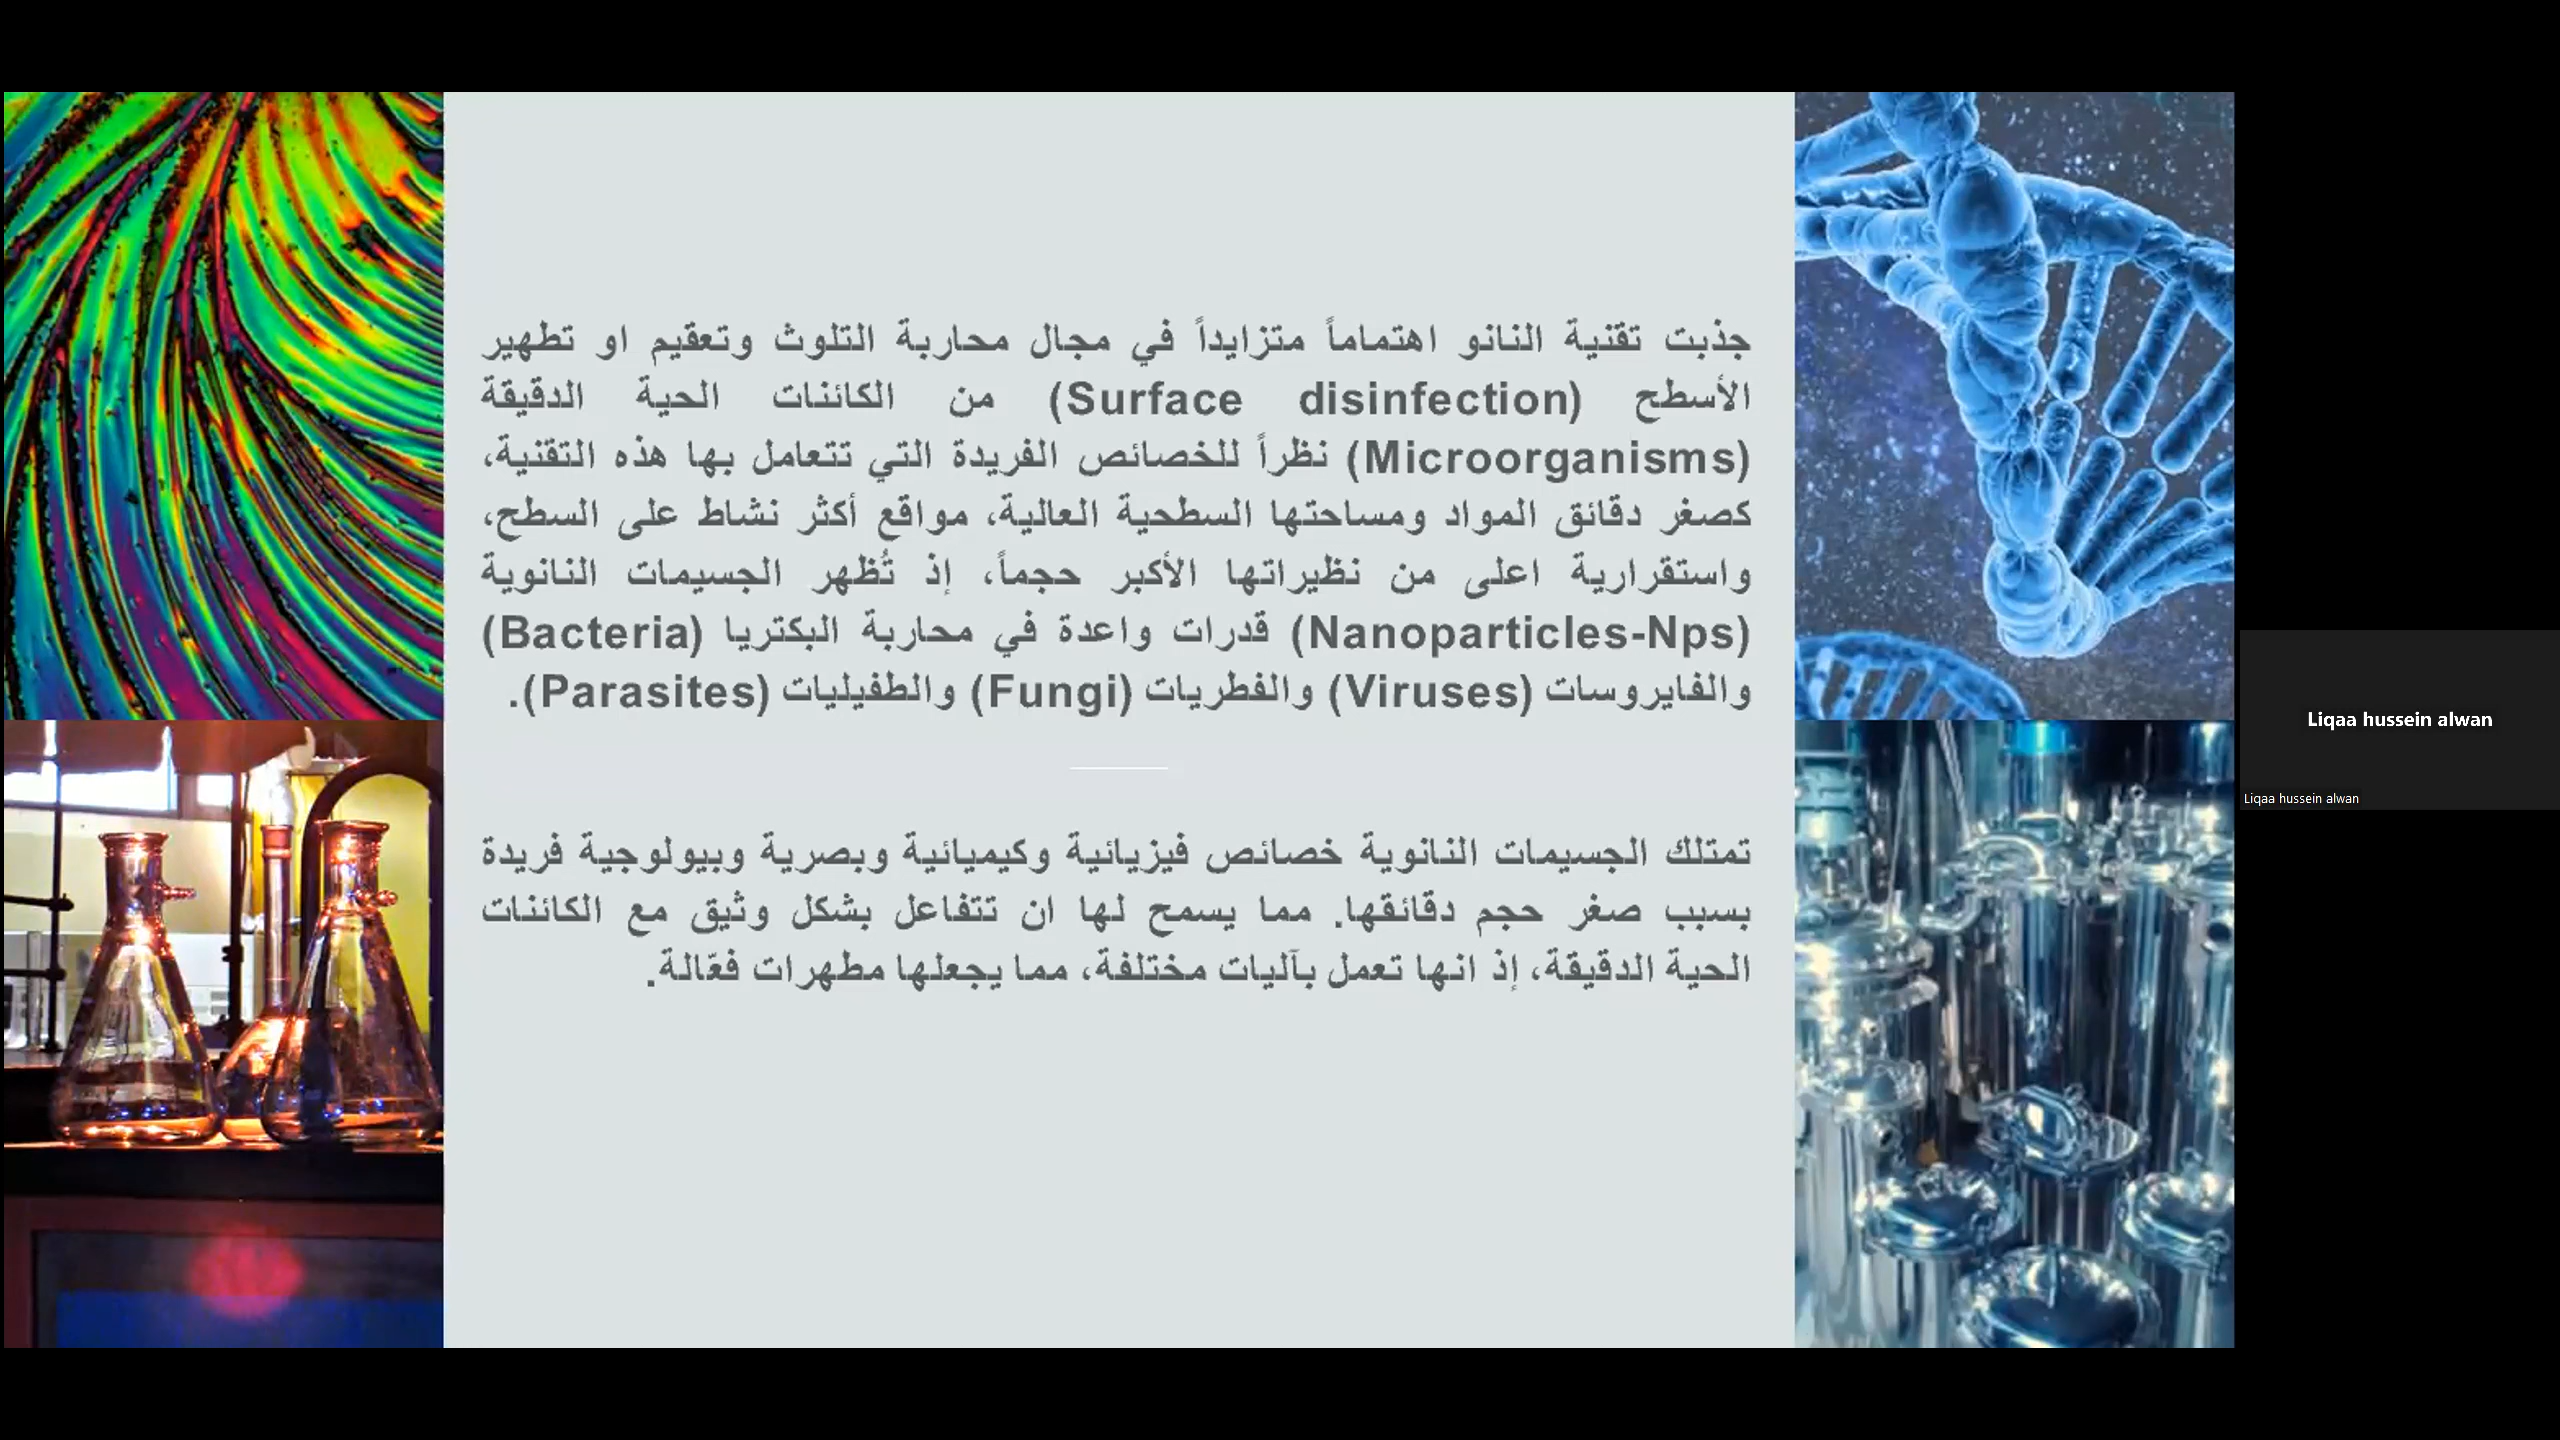 جذبت تقنية النانو اهتماماً متزايداً في مجال محاربة التلوث وتعقيم او تطهير
الأسطح (Surface disinfection) من الكائنات الحية الدقيقة
(Microorganisms) نظراً للخصائص الفريدة التي تتعامل بها هذه التقنية،
كصغر دقائق المواد ومساحتها السطحية العالية، مواقع أكثر نشاط على السطح،
واستقرارية اعلى من نظيراتها الأكبر حجماً، إذ تُظهر الجسيمات النانوية
(Nanoparticles-Nps) قدرات واعدة في محاربة البكتريا (Bacteria)
والفايروسات (Viruses) والفطريات (Fungi) والطفيليات (Parasites).
تمتلك الجسيمات النانوية خصائص فيزيائية وكيميائية وبصرية وبيولوجية فريدة
بسبب صغر حجم دقائقها. مما يسمح لها ان تتفاعل بشكل وثيق مع الكائنات
الحية الدقيقة، إذ انها تعمل بآليات مختلفة، مما يجعلها مطهرات فعّالة.
Liqaa hussein alwan
Liqaa hussein alwan